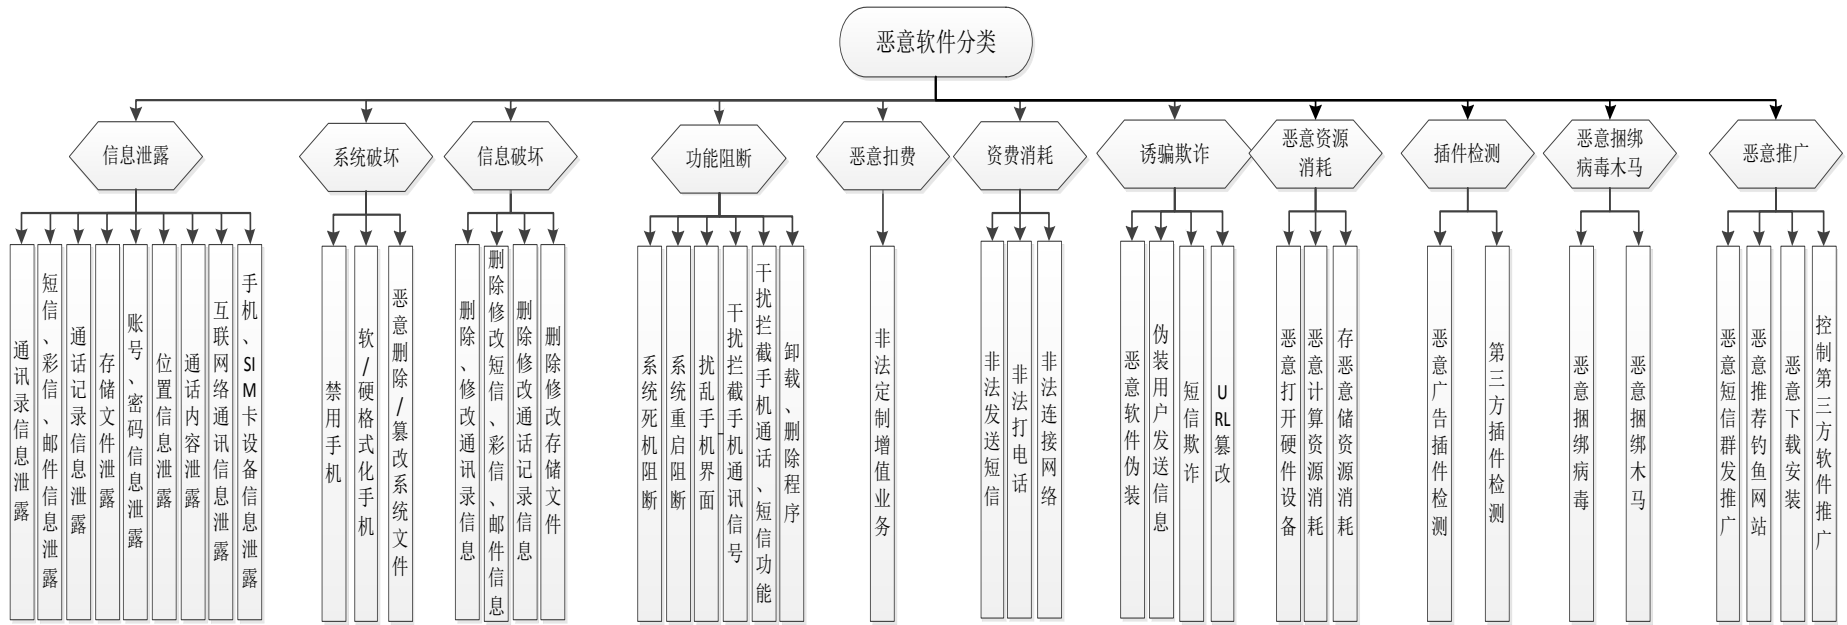 恶意软件分类
信息泄露
系统破坏
信息破坏
功能阻断
恶意扣费
资费消耗
诱骗欺诈
恶意资源
消耗
插件检测
恶意捆绑
病毒木马
恶意推广
通讯录信息泄露
短信、彩信、邮件信息泄露
通话记录信息泄露
存储文件泄露
账号、密码信息泄露
位置信息泄露
通话内容泄露
互联网络通讯信息泄露
手机、SIM卡设备信息泄露
禁用手机
软/硬格式化手机
恶意删除/篡改系统文件
删除、修改通讯录信息
删除修改短信、彩信、邮件信息
删除修改通话记录信息
删除修改存储文件
系统死机阻断
系统重启阻断
扰乱手机界面
干扰拦截手机通讯信号
干扰拦截手机通话、短信功能
卸载、删除程序
非法定制增值业务
非法发送短信
非法打电话
非法连接网络
恶意软件伪装
伪装用户发送信息
短信欺诈
URL篡改
恶意打开硬件设备
恶意计算资源消耗
存恶意储资源消耗
恶意广告插件检测
第三方插件检测
恶意捆绑病毒
恶意捆绑木马
恶意短信群发推广
恶意推荐钓鱼网站
恶意下载安装
控制第三方软件推广